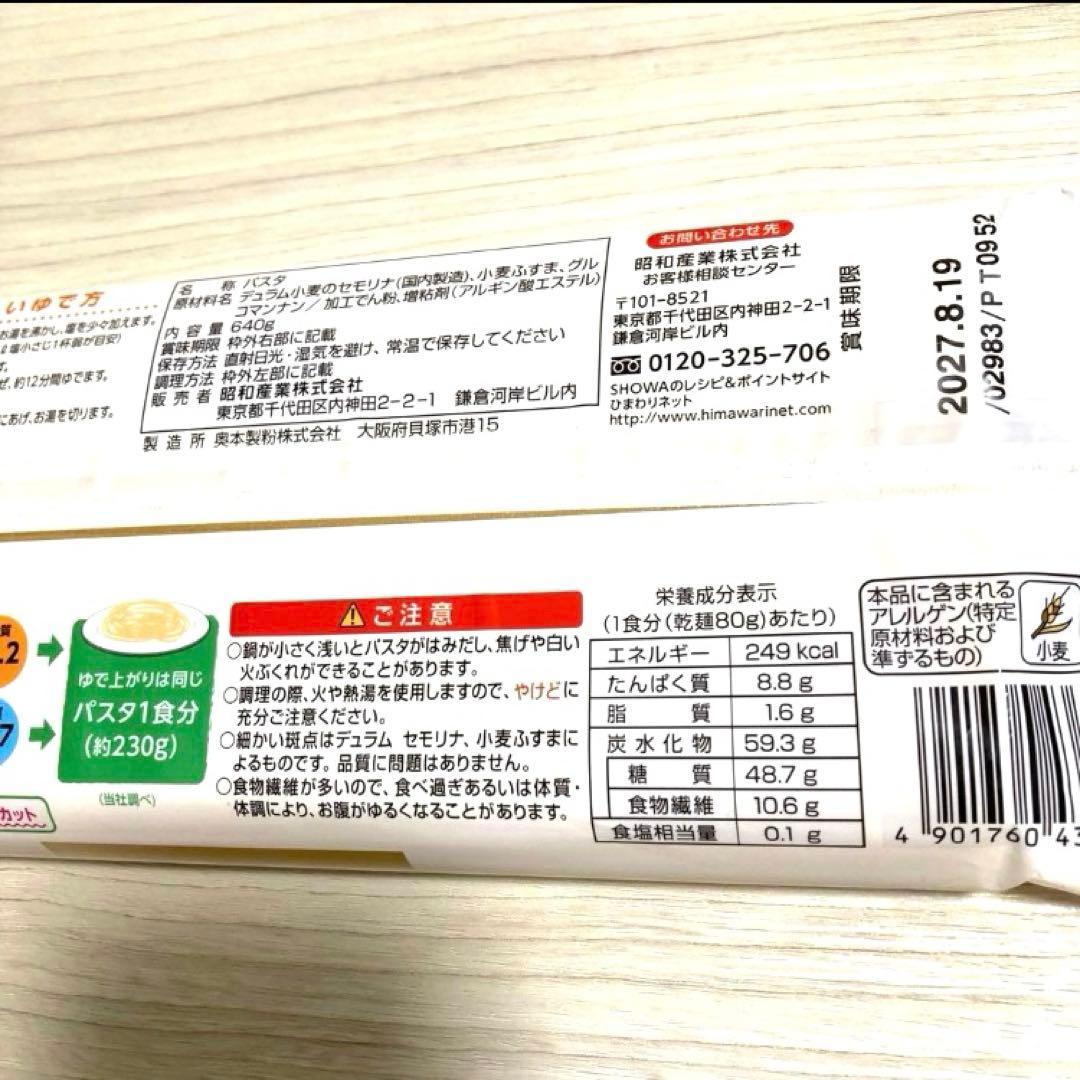 いゆで方
お湯を沸かし、塩を少々加えます。
塩小さじ1杯弱が目安)
約12分間ゆでます。
にあげ、お湯を切ります。
名 称 パスタ
原材料名 デュラム小麦のセモリナ(国内製造)、小麦ふすま、グル
コマンナン/加工でん粉、増粘剤(アルギン酸エステル)
内容量 640g
賞味期限 枠外右部に記載
保存方法 直射日光・湿気を避け、常温で保存してください
調理方法 枠外左部に記載
販売者 昭和産業株式会社
東京都千代田区内神田2-2-1 鎌倉河岸ビル内
製造所 奥本製粉株式会社 大阪府貝塚市港15
お問い合わせ先
昭和産業株式会社
お客様相談センター
〒101-8521
東京都千代田区内神田2-2-1
鎌倉河岸ビル内
0120-325-706
SHOWAのレシピ&ポイントサイト
ひまわりネット
http://www.himawarinet.com
賞味期限
2027.8.19
/02983/PT0952
質
.2
7
カット
ゆで上がりは同じ
パスタ1食分
(約230g)
(当社調べ)
ご注意
○鍋が小さく浅いとパスタがはみだし、焦げや白い
火ぶくれができることがあります。
○調理の際、火や熱湯を使用しますので、やけどに
充分ご注意ください。
○細かい斑点はデュラム セモリナ、小麦ふすまに
よるものです。品質に問題はありません。
○食物繊維が多いので、食べ過ぎあるいは体質・
体調により、お腹がゆるくなることがあります。
栄養成分表示
(1食分(乾麺80g)あたり)
エネルギー 249 kcal
たんぱく質 8.8 g
脂 質 1.6 g
炭水化物 59.3 g
糖 質 48.7 g
食物繊維 10.6 g
食塩相当量 0.1 g
本品に含まれる
アレルゲン(特定
原材料および
準ずるもの)
小麦
4 901760 43